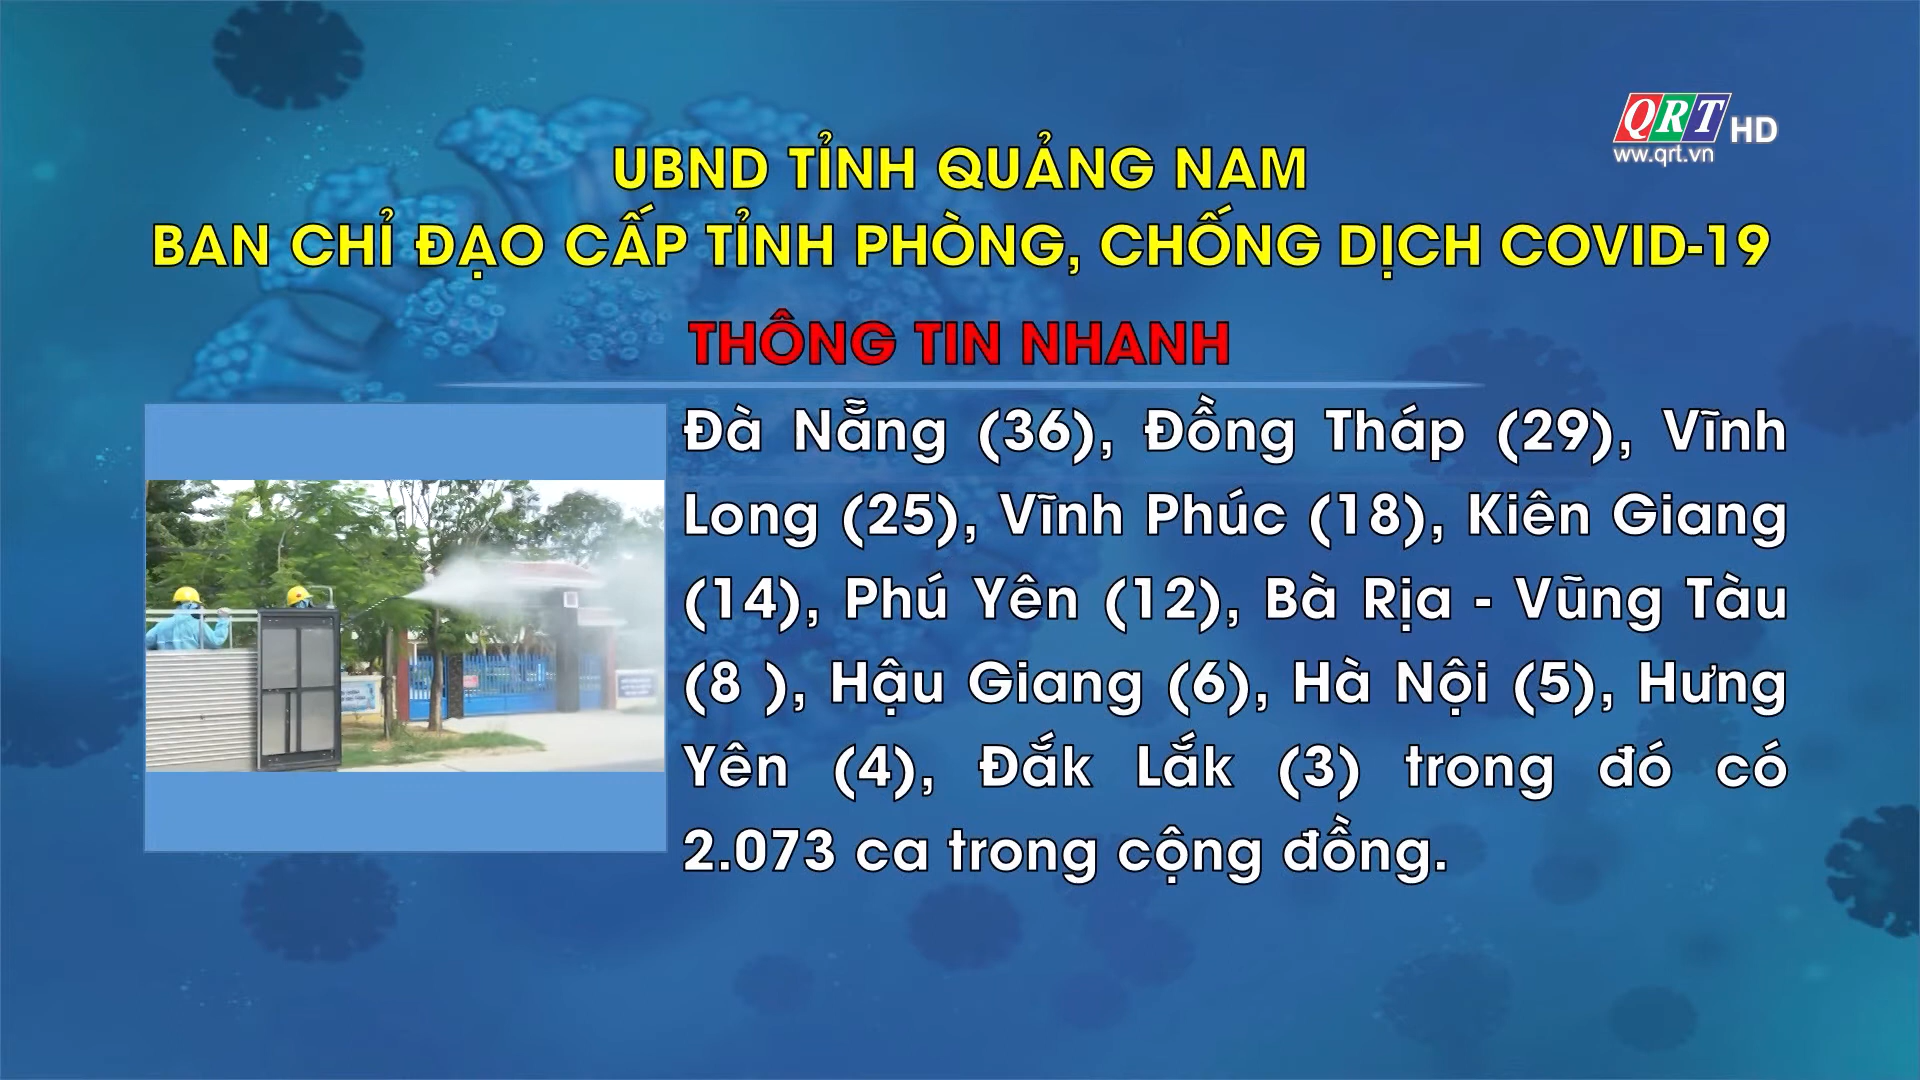 QRT HD
ww.qrt.vn
UBND TỈNH QUẢNG NAM
BAN CHỈ ĐẠO CẤP TỈNH PHÒNG, CHỐNG DỊCH COVID-19
THÔNG TIN NHANH
Đà Nẵng (36), Đồng Tháp (29), Vĩnh
Long (25), Vĩnh Phúc (18), Kiên Giang
(14), Phú Yên (12), Bà Rịa - Vũng Tàu
(8 ), Hậu Giang (6), Hà Nội (5), Hưng
Yên (4), Đắk Lắk (3) trong đó có
2.073 ca trong cộng đồng.